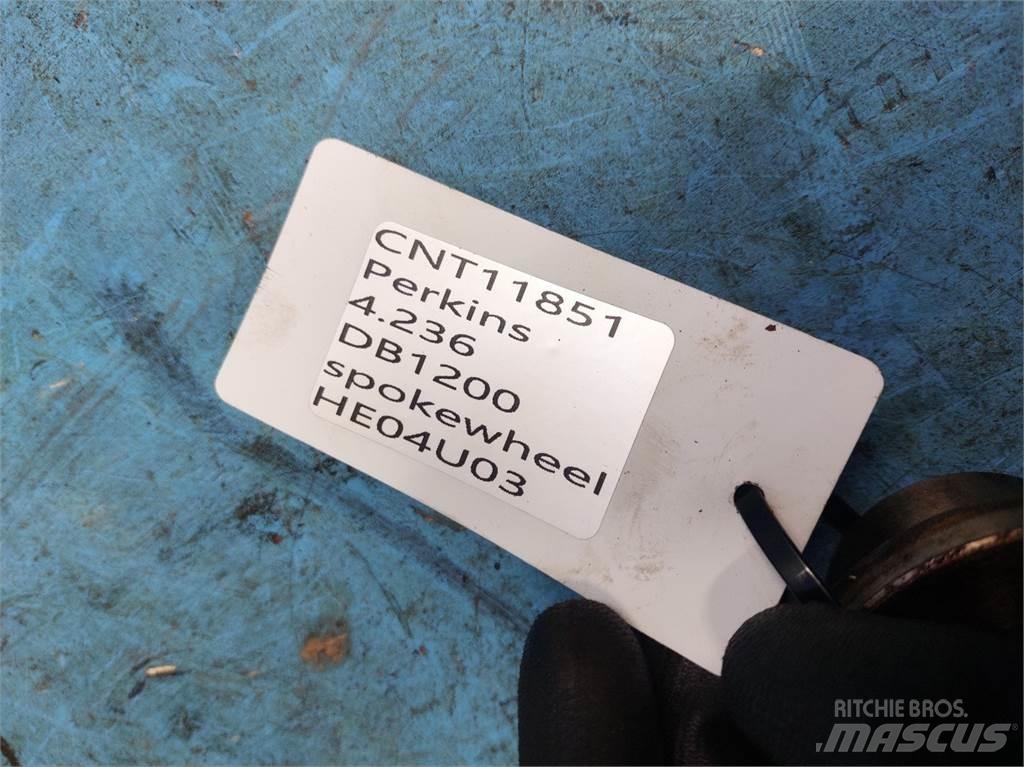 CNT11851
Perkins
4.236
DB1200
spokewheel
HE04U03
RITCHIE BROS.
MASCUS